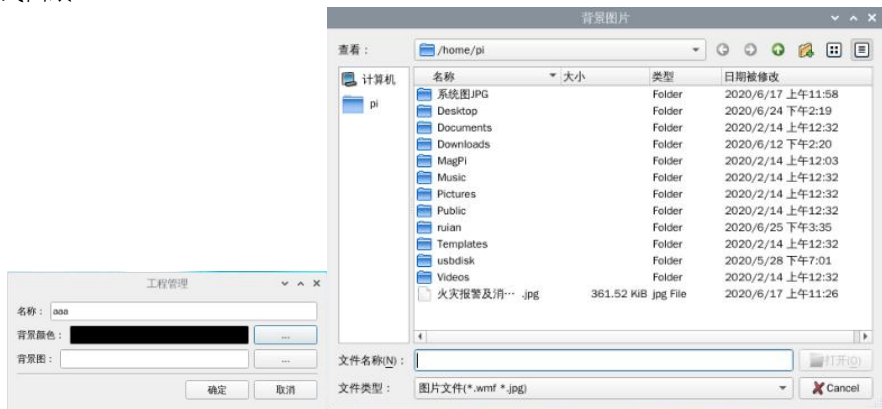 背景图片
查看： /home/pi
计算机
pi
名称 大小 类型 日期被修改
系统图JPG Folder 2020/6/17 上午11:58
Desktop Folder 2020/6/24 下午2:19
Documents Folder 2020/2/14 上午12:32
Downloads Folder 2020/6/12 下午2:20
MagPi Folder 2020/2/14 上午12:03
Music Folder 2020/2/14 上午12:32
Pictures Folder 2020/2/14 上午12:32
Public Folder 2020/2/14 上午12:32
ruian Folder 2020/6/25 下午3:35
Templates Folder 2020/2/14 上午12:32
usbdisk Folder 2020/5/28 下午7:01
Videos Folder 2020/2/14 上午12:32
火灾报警及消··· .jpg 361.52 KiB jpg File 2020/6/17 上午11:26
文件名称(N)： 打开(O)
文件类型： 图片文件(*.wmf *.jpg) Cancel
工程管理
名称： aaa
背景颜色： ...
背景图： ...
确定 取消